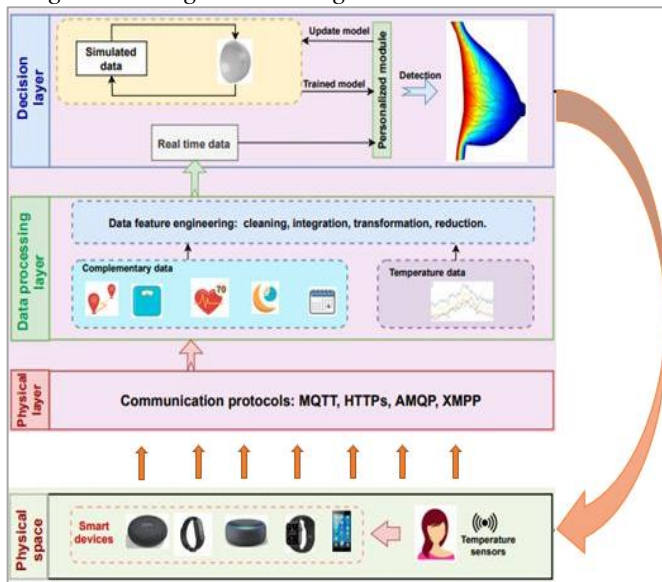 Decision
layer
Simulated
data
Update model
Trained model
Personalized module
Detection
Real time data
Data processing
layer
Data feature engineering: cleaning, integration, transformation, reduction.
Complementary data
70
Temperature data
Physical
layer
Communication protocols: MQTT, HTTPs, AMQP, XMPP
Physical
space
Smart
devices
Temperature
sensors